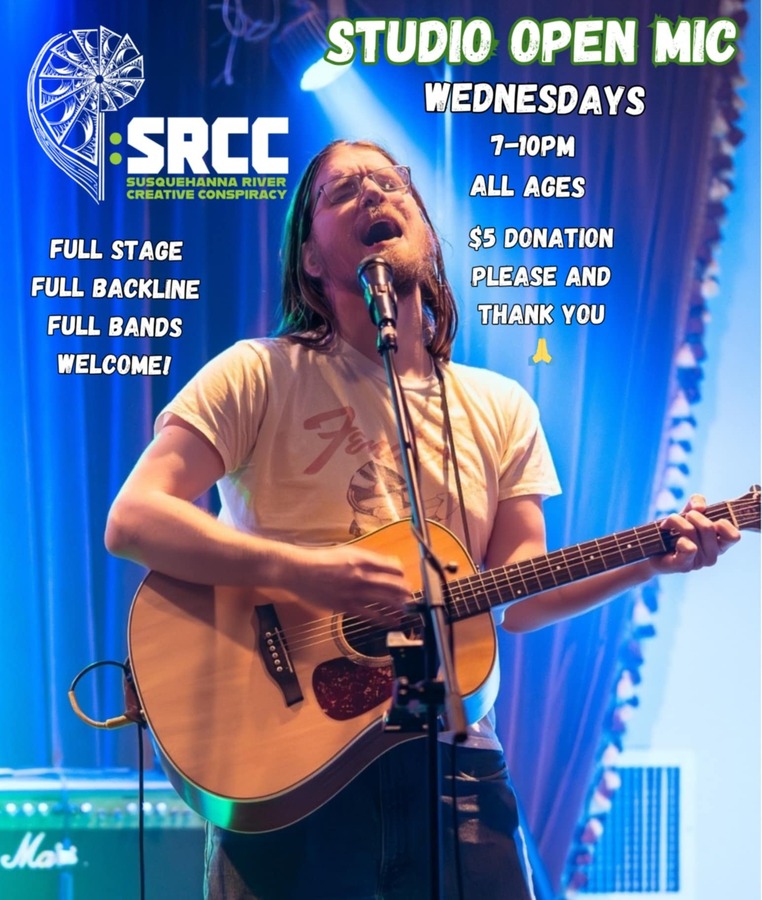 STUDIO OPEN MIC
WEDNESDAYS
7-10PM
ALL AGES
$5 DONATION
PLEASE AND
THANK YOU
🙏
:SRCC
SUSQUEHANNA RIVER
CREATIVE CONSPIRACY
FULL STAGE
FULL BACKLINE
FULL BANDS
WELCOME!